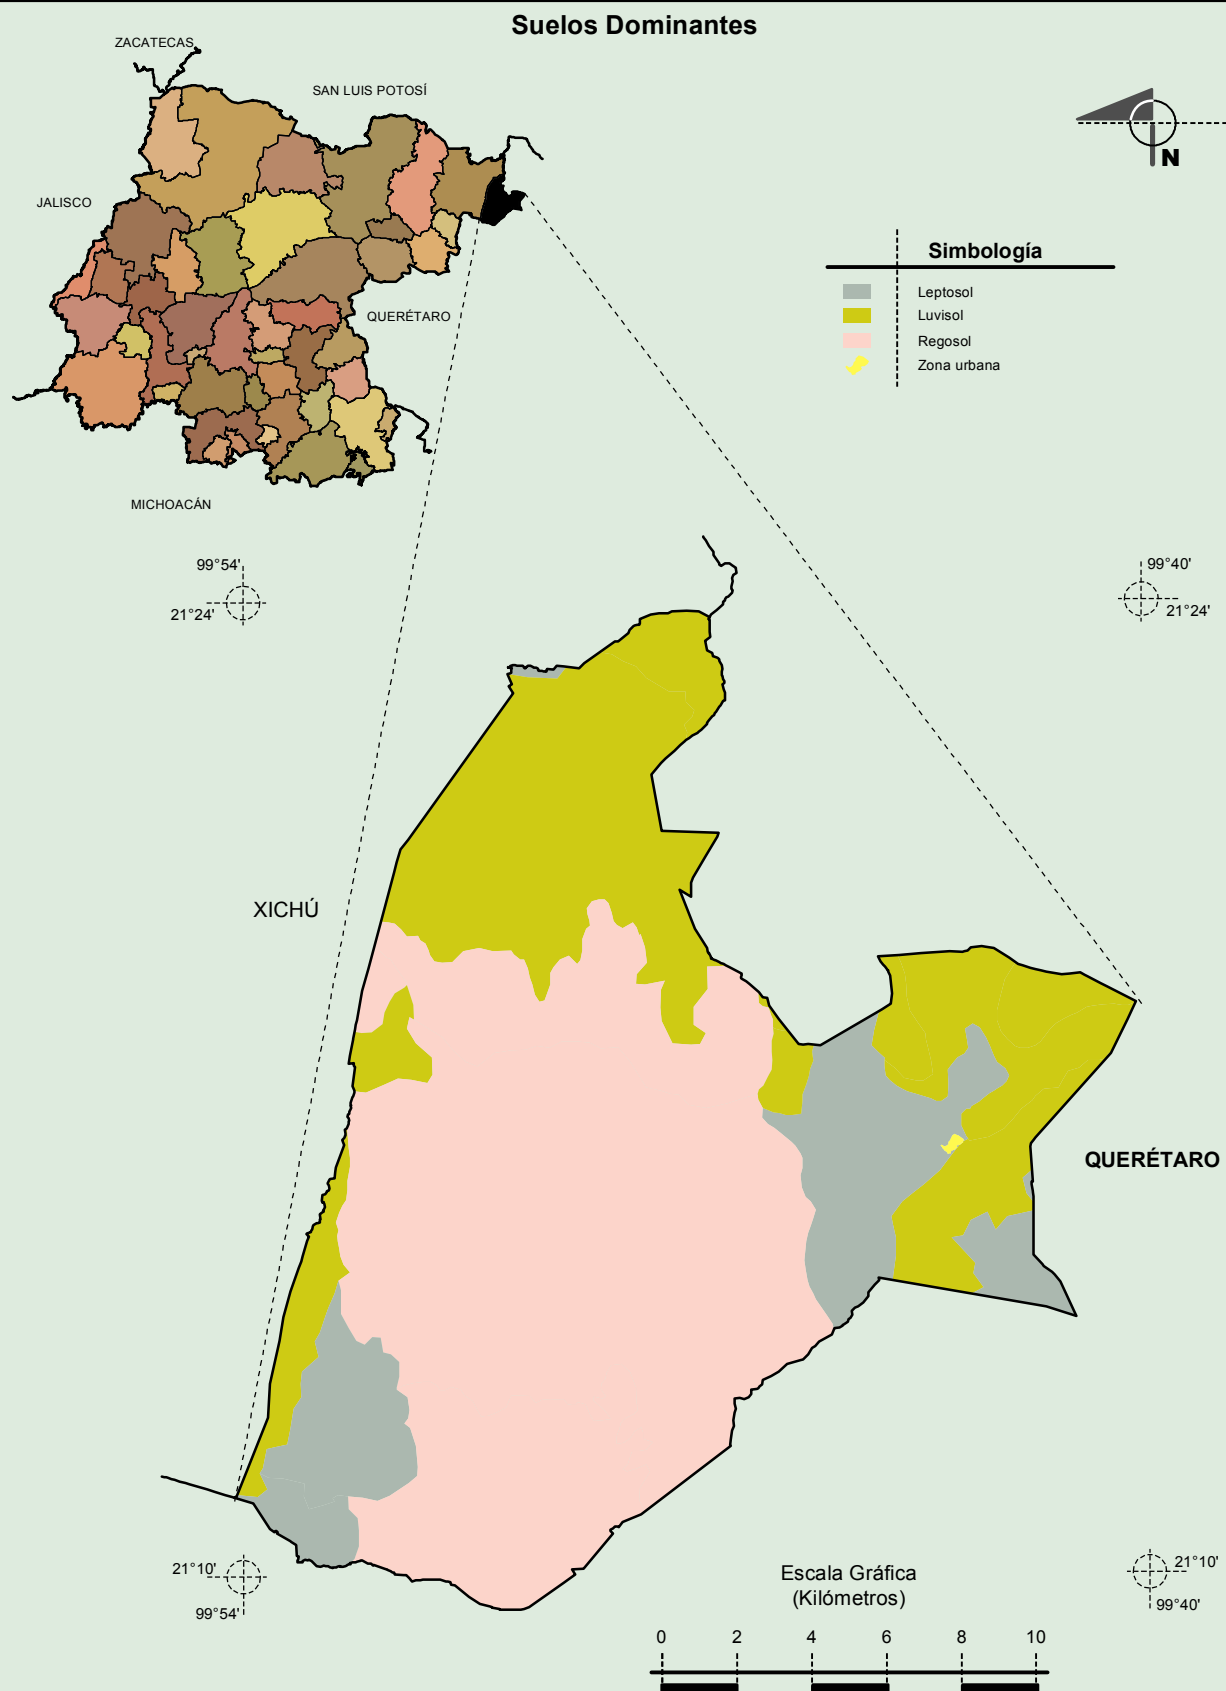 Suelos Dominantes
ZACATECAS
SAN LUIS POTOSÍ
N
JALISCO
Simbología
Leptosol
Luvisol
Regosol
Zona urbana
QUERÉTARO
MICHOACÁN
99°54'
21°24'
99°40'
21°24'
XICHÚ
QUERÉTARO
21°10'
99°54'
21°10'
99°40'
Escala Gráfica
(Kilómetros)
0 2 4 6 8 10